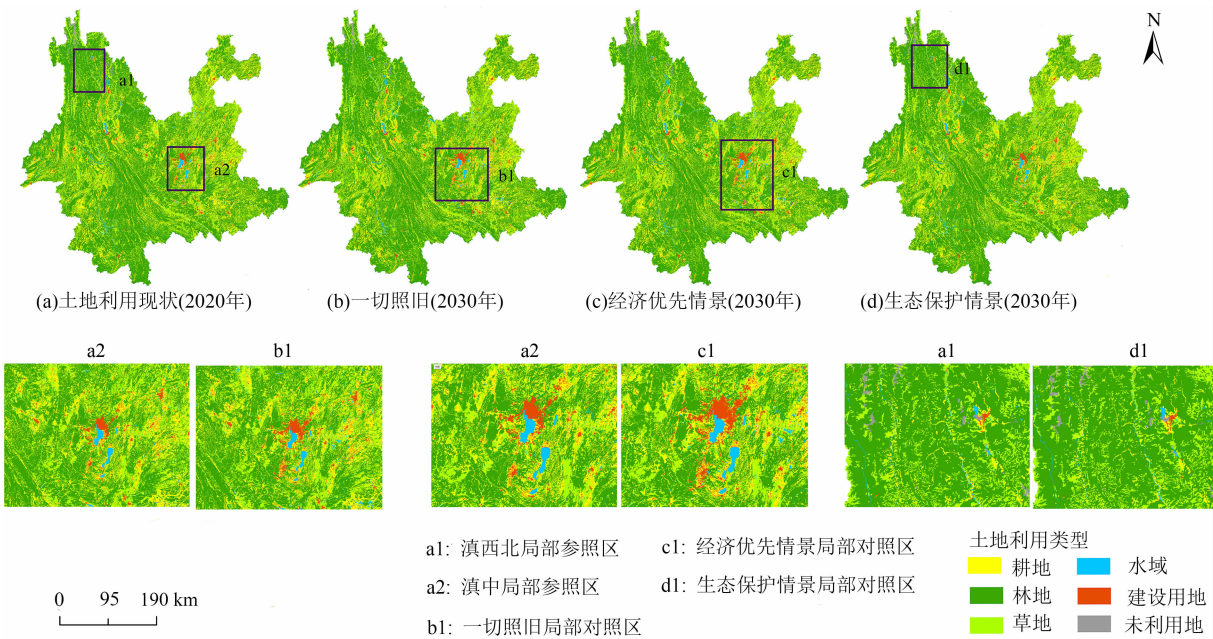 N
a1
a2
b1
c1
d1
(a)土地利用现状(2020年)
(b)一切照旧(2030年)
(c)经济优先情景(2030年)
(d)生态保护情景(2030年)
a2
b1
a2
c1
a1
d1
a1: 滇西北局部参照区
c1: 经济优先情景局部对照区
a2: 滇中局部参照区
d1: 生态保护情景局部对照区
b1: 一切照旧局部对照区
0 95 190 km
土地利用类型
耕地
水域
林地
建设用地
草地
未利用地